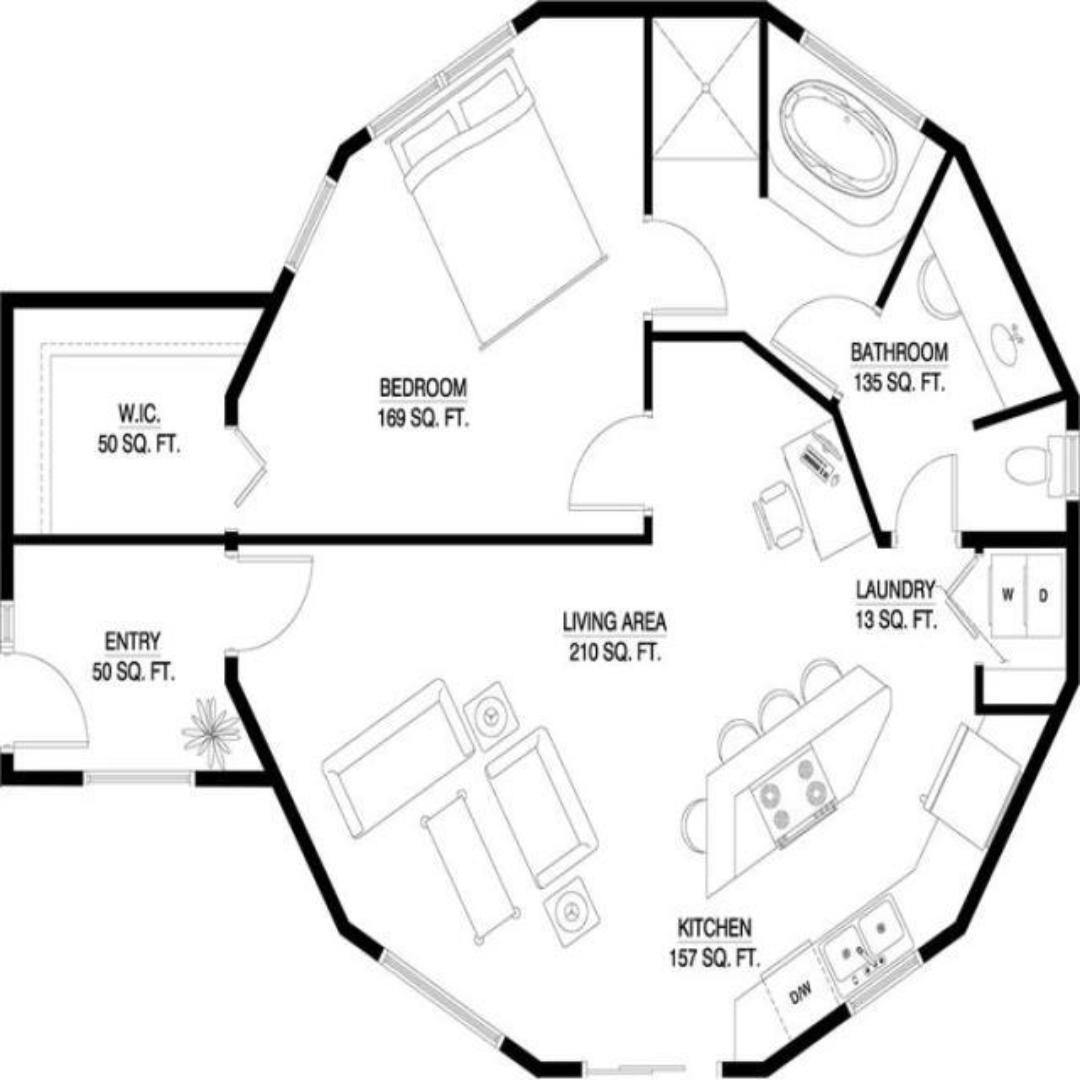 BEDROOM
169 SQ. FT.
BATHROOM
135 SQ. FT.
W.IC.
50 SQ. FT.
LAUNDRY
13 SQ. FT.
W D
LIVING AREA
210 SQ. FT.
ENTRY
50 SQ. FT.
KITCHEN
157 SQ. FT.
D/W